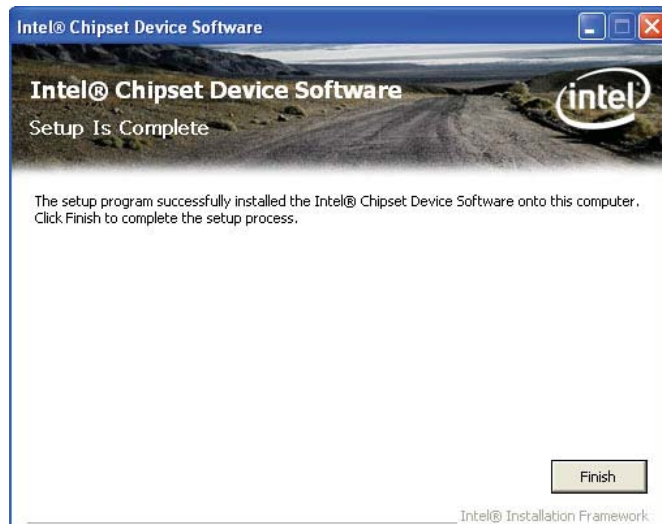 Intel® Chipset Device Software
Intel® Chipset Device Software
intel
Setup Is Complete
The setup program successfully installed the Intel® Chipset Device Software onto this computer.
Click Finish to complete the setup process.
Finish
Intel® Installation Framework